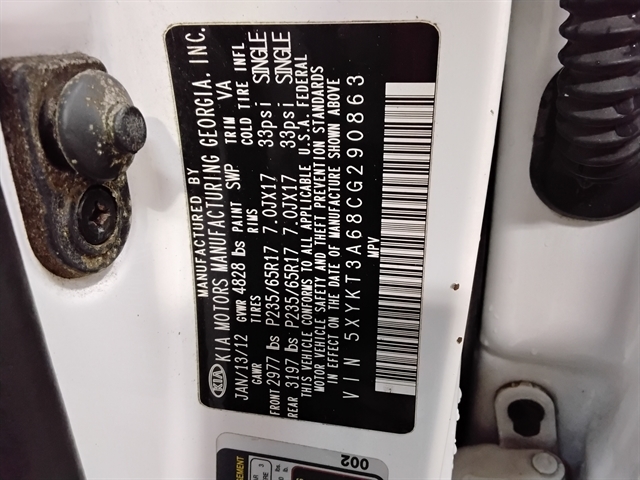 MANUFACTURED BY
KIA KIA MOTORS MANUFACTURING GEORGIA, INC.
JAN/13/12 GVWR 4828 lbs PAINT SWP TRIM VA
GAWR TIRES RIMS COLD TIRE INFL
FRONT 2977 lbs P235/65R17 7.0JX17 33psi SINGLE
REAR 3197 lbs P235/65R17 7.0JX17 33psi SINGLE
THIS VEHICLE CONFORMS TO ALL APPLICABLE U.S.A. FEDERAL
MOTOR VEHICLE SAFETY AND THEFT PREVENTION STANDARDS
IN EFFECT ON THE DATE OF MANUFACTURE SHOWN ABOVE
VIN 5XYKT3A68CG290863
MPV
002